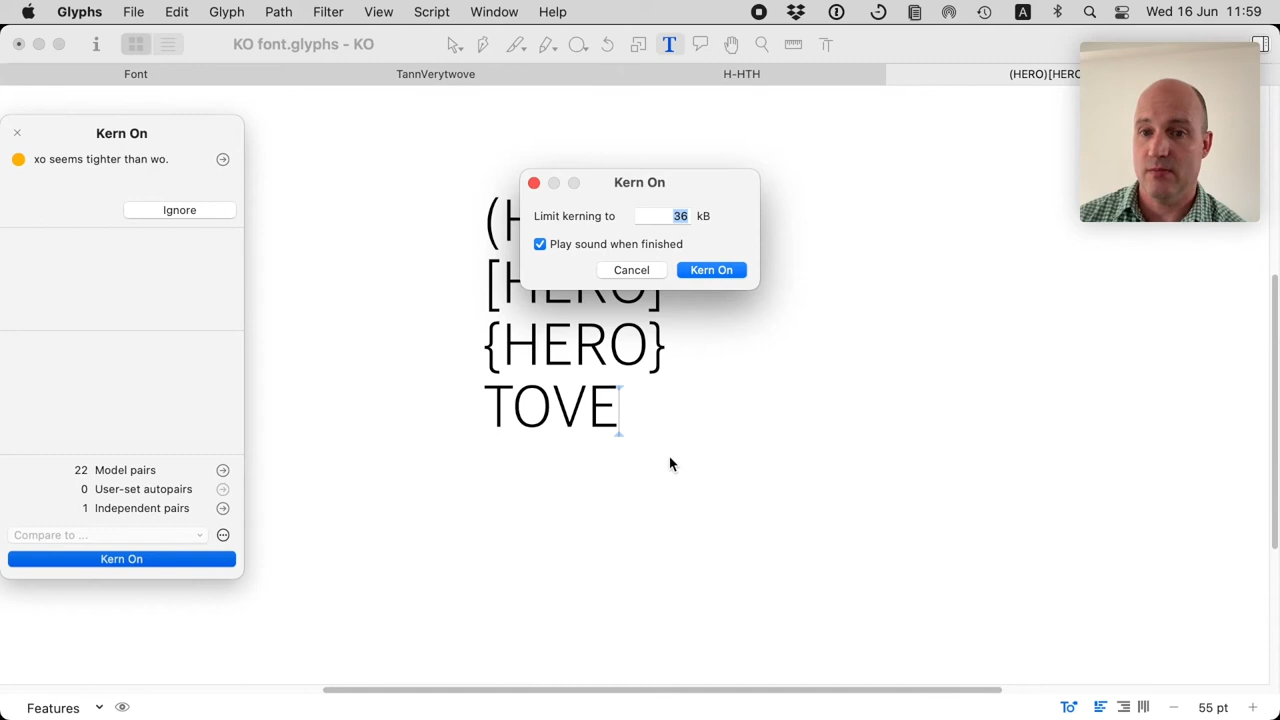 Glyphs File Edit Glyph Path Filter View Script Window Help A Wed 16 Jun 11:59
KO font.glyphs - KO T
Font TannVerytwove H-HTH (HERO)[HERO
Kern On
xo seems tighter than wo.
Ignore
22 Model pairs
0 User-set autopairs
1 Independent pairs
Compare to ...
Kern On
Kern On
Limit kerning to 36 kB
Play sound when finished
Cancel Kern On
(H
[HERO]
{HERO}
TOVE
Features To 55 pt